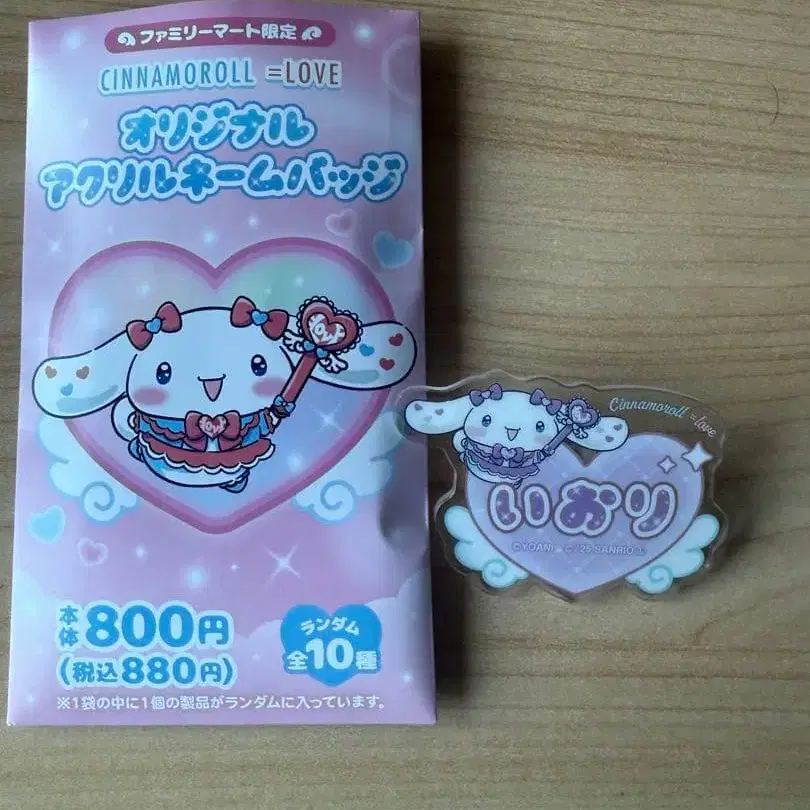 ファミリーマート限定
CINNAMOROLL =LOVE
オリジナル
アクリルネームバッジ
本体800円
(税込880円)
ランダム
全10種
※1袋の中に1個の製品がランダムに入っています。
Cinnamoroll =love
いおり